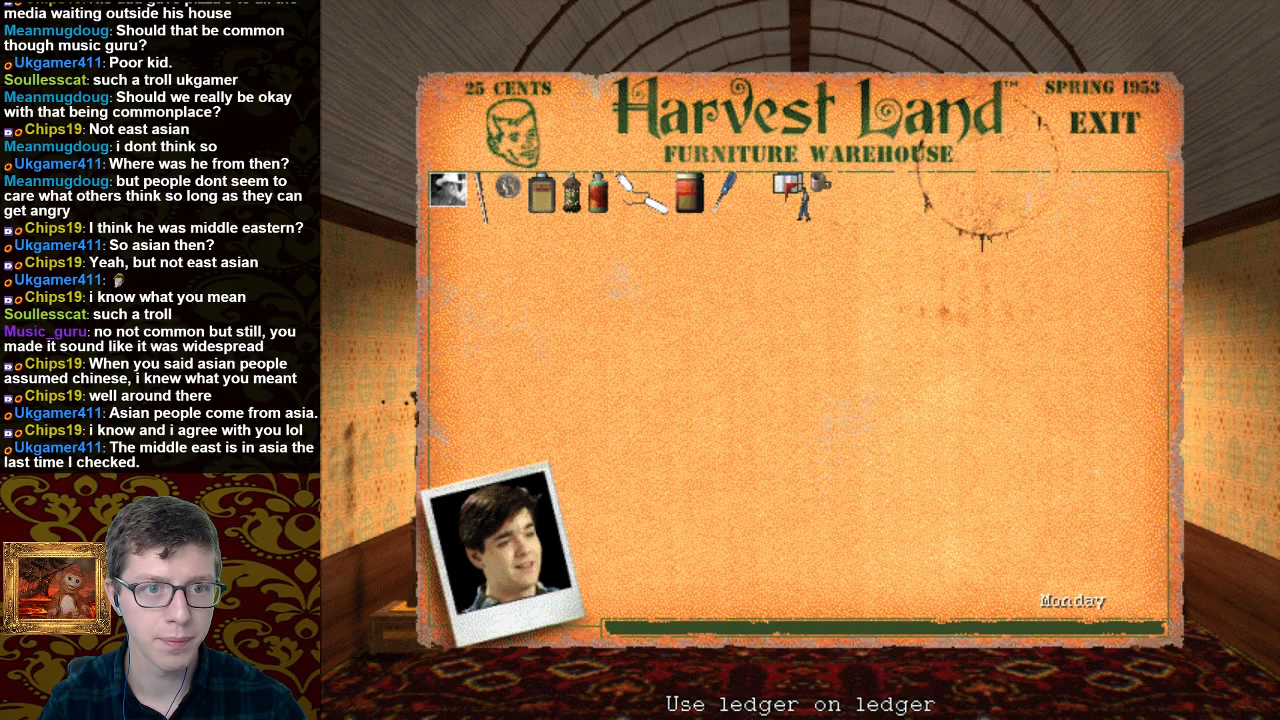 media waiting outside his house
Meanmugdoug: Should that be common
though music guru?
Ukgamer411: Poor kid.
Soullesscat: such a troll ukgamer
Meanmugdoug: Should we really be okay
with that being commonplace?
Chips19: Not east asian
Meanmugdoug: i dont think so
Ukgamer411: Where was he from then?
Meanmugdoug: but people dont seem to
care what others think so long as they can
get angry
Chips19: I think he was middle eastern?
Ukgamer411: So asian then?
Chips19: Yeah, but not east asian
Ukgamer411:
Chips19: i know what you mean
Soullesscat: such a troll
Music_guru: no not common but still, you
made it sound like it was widespread
Chips19: When you said asian people
assumed chinese, i knew what you meant
Chips19: well around there
Ukgamer411: Asian people come from asia.
Chips19: i know and i agree with you lol
Ukgamer411: The middle east is in asia the
last time I checked.
25 CENTS
Harvest Land™
SPRING 1953
EXIT
FURNITURE WAREHOUSE
Monday
Use ledger on ledger